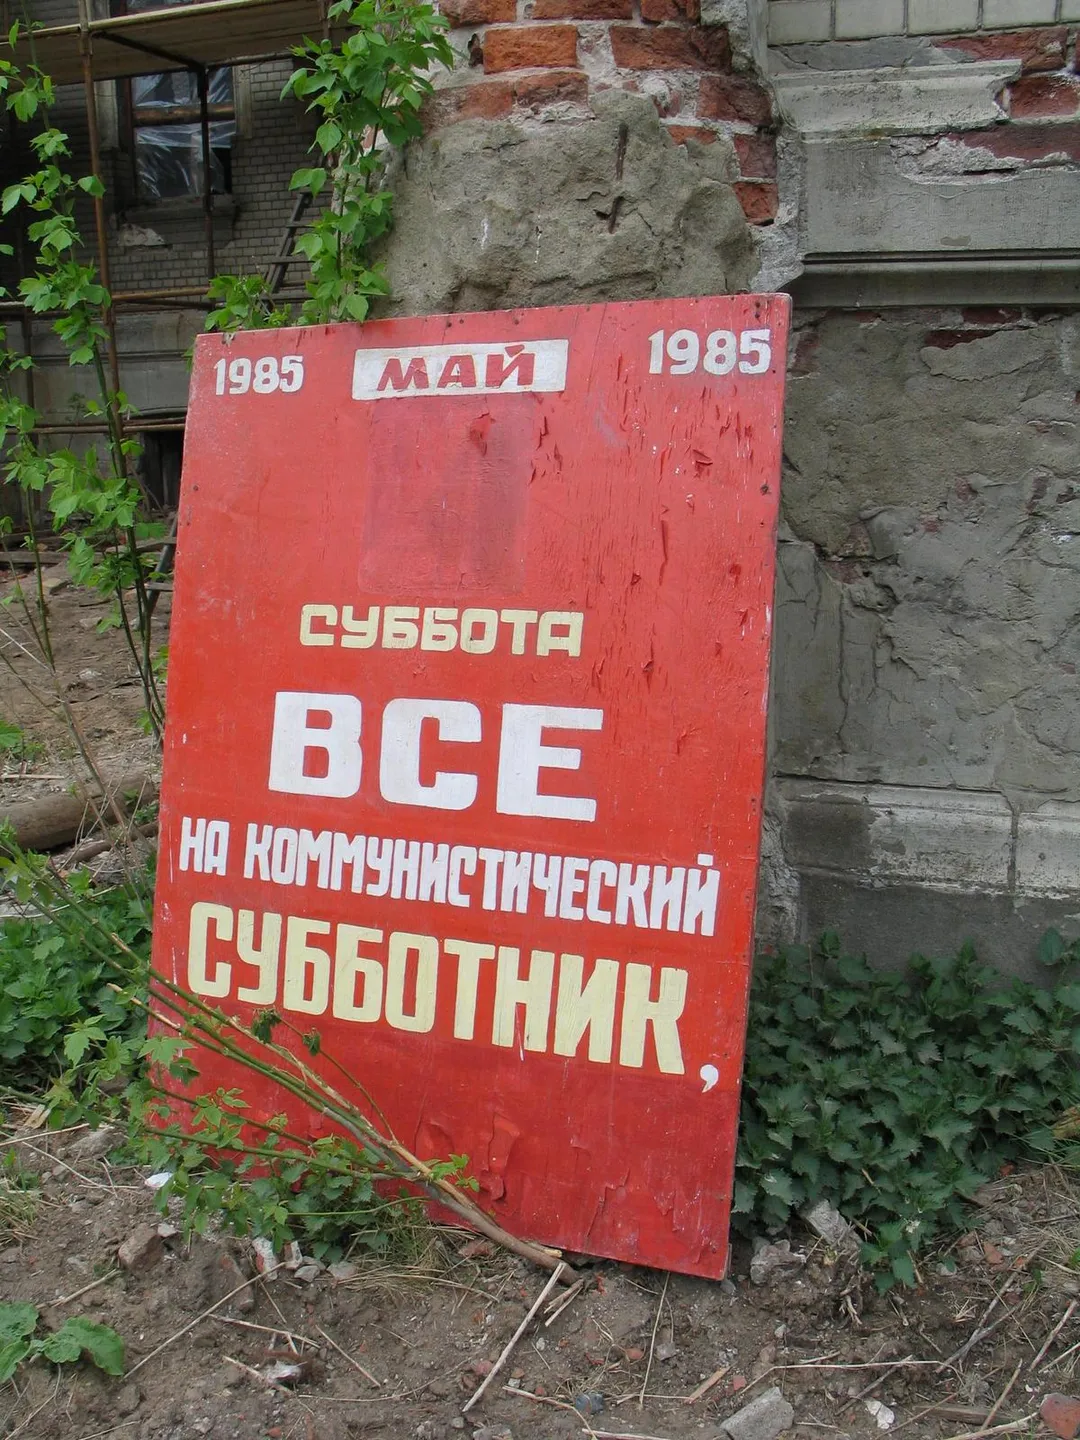 1985 МАЙ 1985
СУББОТА
ВСЕ
НА КОММУНИСТИЧЕСКИЙ
СУББОТНИК,